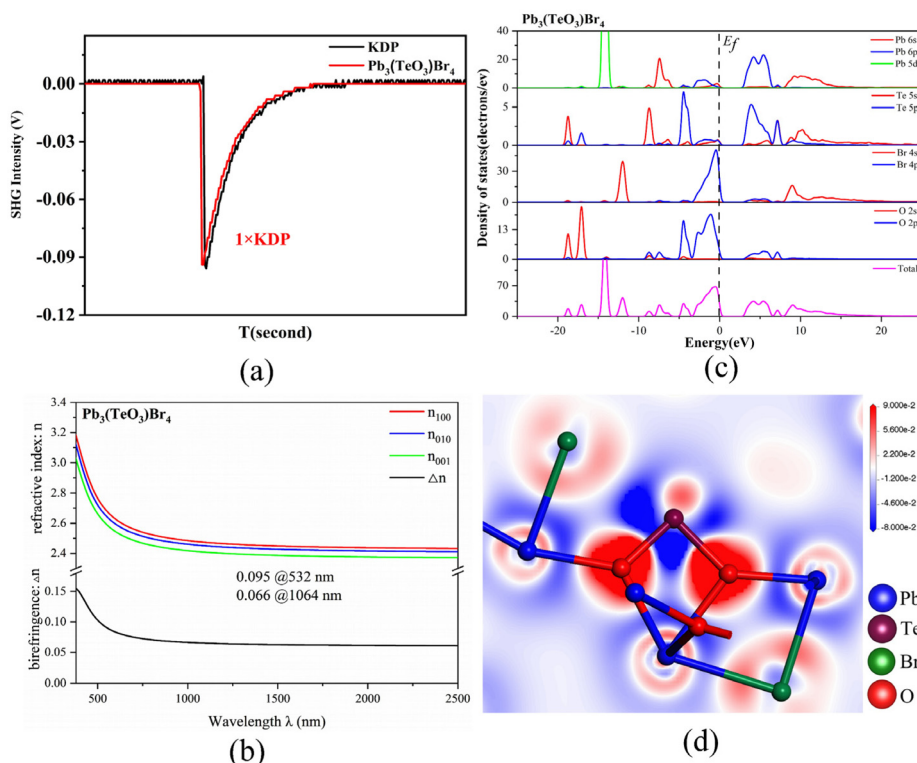 KDP
Pb₃(TeO₃)Br₄
0.00
-0.03
-0.06
-0.09
-0.12
SHG Intensity (V)
1×KDP
T(second)
(a)
Pb₃(TeO₃)Br₄
Ef
Pb 6s
Pb 6p
Pb 5d
Te 5s
Te 5p
Br 4s
Br 4p
O 2s
O 2p
Total
40
20
0
5
0
30
0
13
0
70
0
Density of states(electrons/ev)
-20
-10
0
10
20
Energy(eV)
(c)
Pb₃(TeO₃)Br₄
n₁₀₀
n₀₁₀
n₀₀₁
△n
3.4
3.2
3.0
2.8
2.6
2.4
0.15
0.10
0.05
0.00
refractive index: n
birefringence: △n
0.095 @532 nm
0.066 @1064 nm
500
1000
1500
2000
2500
Wavelength λ (nm)
(b)
9.000e-2
5.600e-2
2.200e-2
-1.200e-2
-4.600e-2
-8.000e-2
Pb
Te
Br
O
(d)